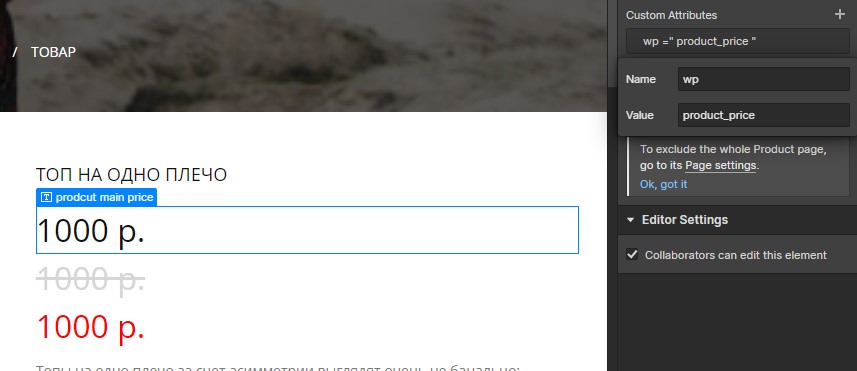 / ТОВАР
ТОП НА ОДНО ПЛЕЧО
prodcut main price
1000 р.
1000 р.
1000 р.
Топы на одно плечо за счет асимметрии выглядят очень не банально:
Custom Attributes
wp =" product_price "
Name wp
Value product_price
To exclude the whole Product page,
go to its Page settings.
Ok, got it
Editor Settings
Collaborators can edit this element